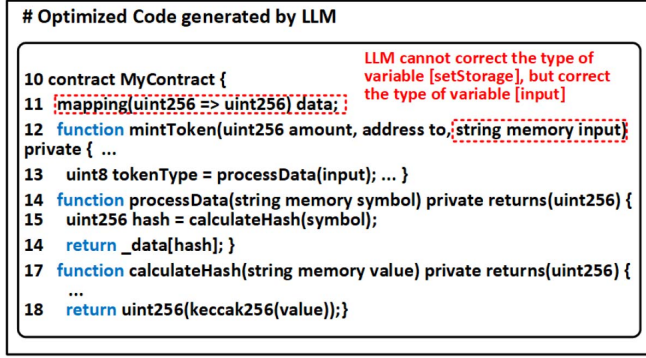 # Optimized Code generated by LLM
LLM cannot correct the type of
variable [setStorage], but correct
the type of variable [input]
10 contract MyContract {
11 mapping(uint256 => uint256) data;
12 function mintToken(uint256 amount, address to, string memory input)
private { ...
13 uint8 tokenType = processData(input); ... }
14 function processData(string memory symbol) private returns(uint256) {
15 uint256 hash = calculateHash(symbol);
14 return _data[hash]; }
17 function calculateHash(string memory value) private returns(uint256) {
...
18 return uint256(keccak256(value));}